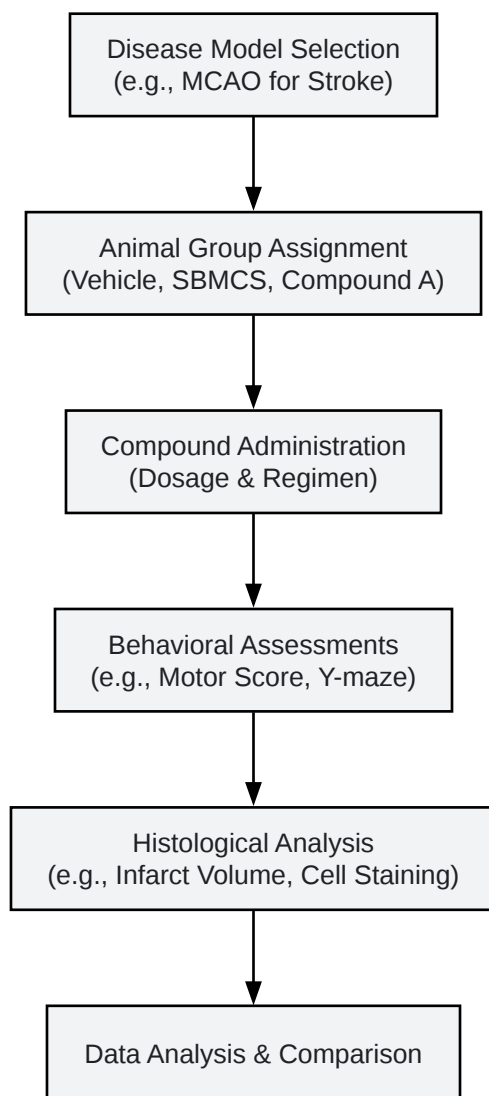 Disease Model Selection
(e.g., MCAO for Stroke)
Animal Group Assignment
(Vehicle, SBMCS, Compound A)
Compound Administration
(Dosage & Regimen)
Behavioral Assessments
(e.g., Motor Score, Y-maze)
Histological Analysis
(e.g., Infarct Volume, Cell Staining)
Data Analysis & Comparison